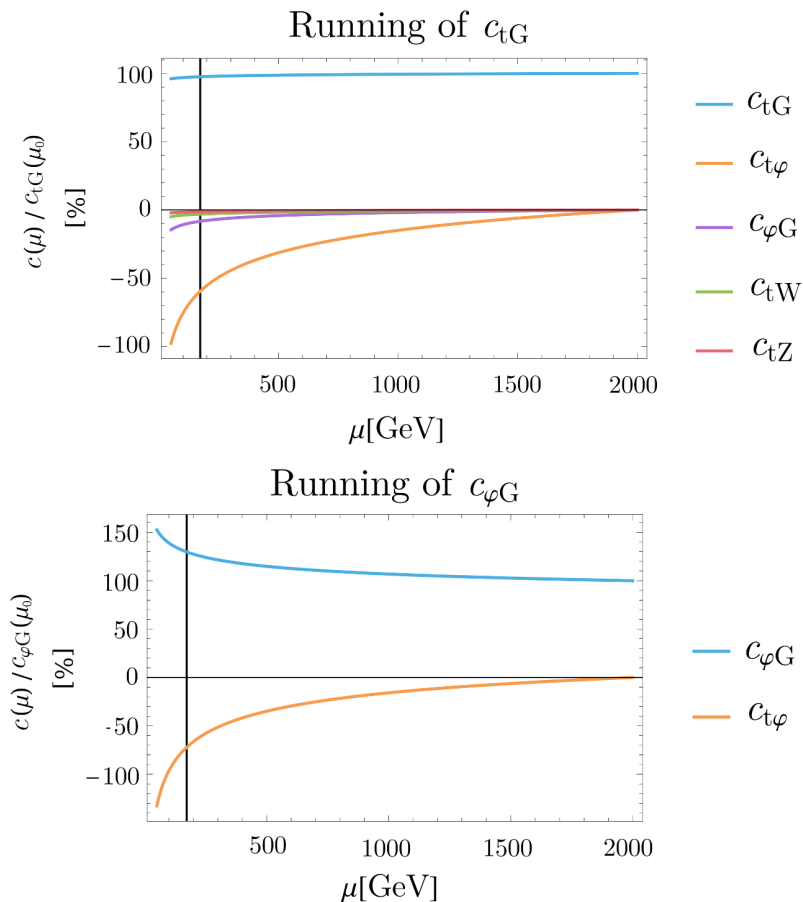 Running of c_tG
c(μ) / c_tG(μ_0)
[%]
100
50
0
−50
−100
500
1000
1500
2000
μ[GeV]
c_tG
c_tφ
c_φG
c_tW
c_tZ
Running of c_φG
c(μ) / c_φG(μ_0)
[%]
150
100
50
0
-50
−100
500
1000
1500
2000
μ[GeV]
c_φG
c_tφ